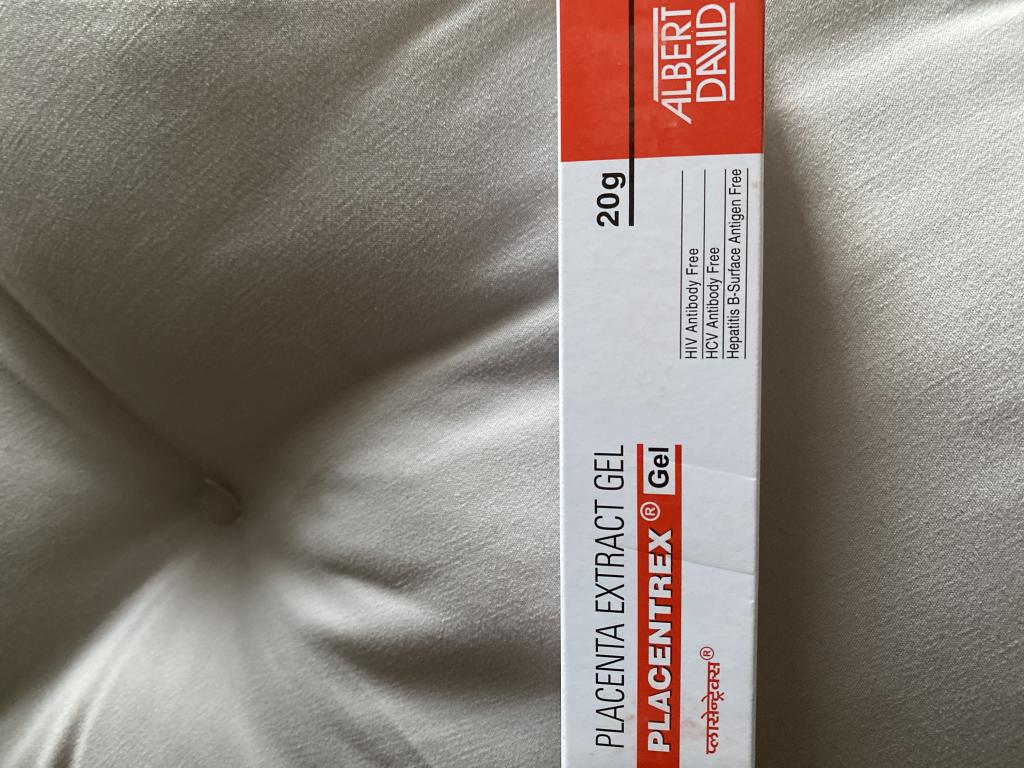 PLACENTA EXTRACT GEL
PLACENTREX® Gel
प्लासेन्ट्रेक्स®
20g
HIV Antibody Free
HCV Antibody Free
Hepatitis B-Surface Antigen Free
ALBERT
DAVID